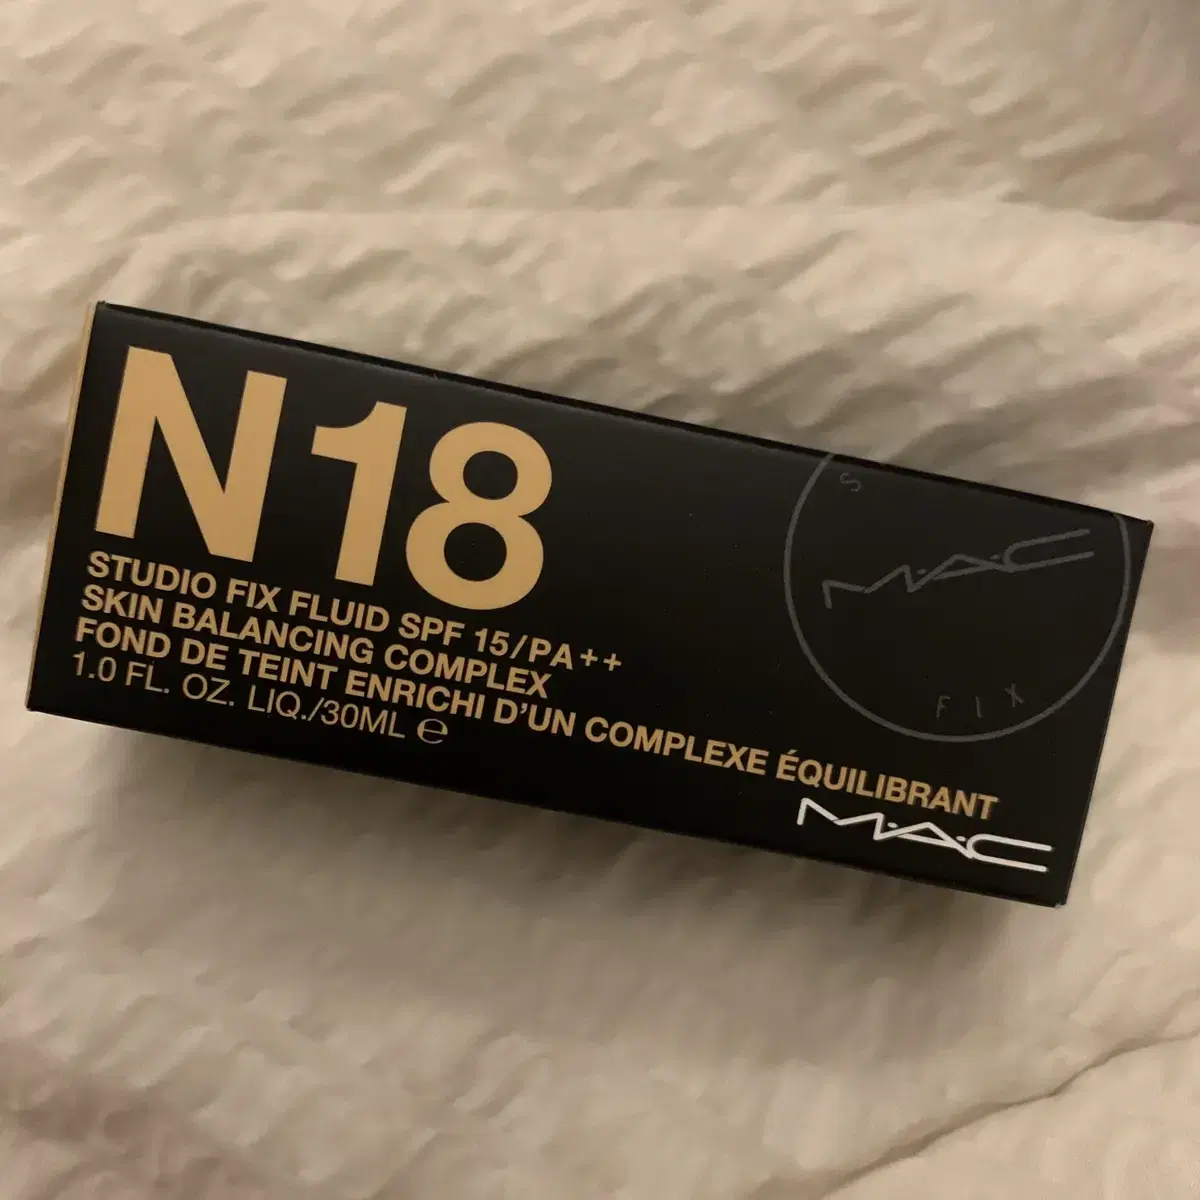 N18
STUDIO FIX FLUID SPF 15/PA++
SKIN BALANCING COMPLEX
FOND DE TEINT ENRICHI D'UN COMPLEXE ÉQUILIBRANT
1.0 FL. OZ. LIQ./30ML ℮
M·A·C
S
M·A·C
FIX